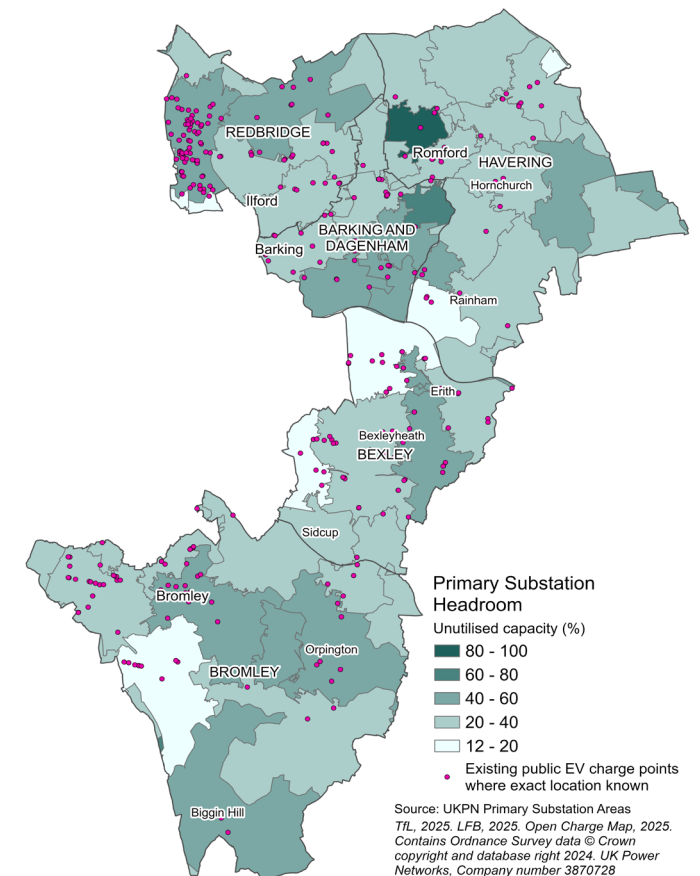 REDBRIDGE
Romford
HAVERING
Hornchurch
Ilford
BARKING AND
DAGENHAM
Barking
Rainham
Erith
Bexleyheath
BEXLEY
Sidcup
Bromley
Orpington
BROMLEY
Biggin Hill
Primary Substation
Headroom
Unutilised capacity (%)
80 - 100
60 - 80
40 - 60
20 - 40
12 - 20
Existing public EV charge points
where exact location known
Source: UKPN Primary Substation Areas
TfL, 2025. LFB, 2025. Open Charge Map, 2025.
Contains Ordnance Survey data © Crown
copyright and database right 2024. UK Power
Networks, Company number 3870728